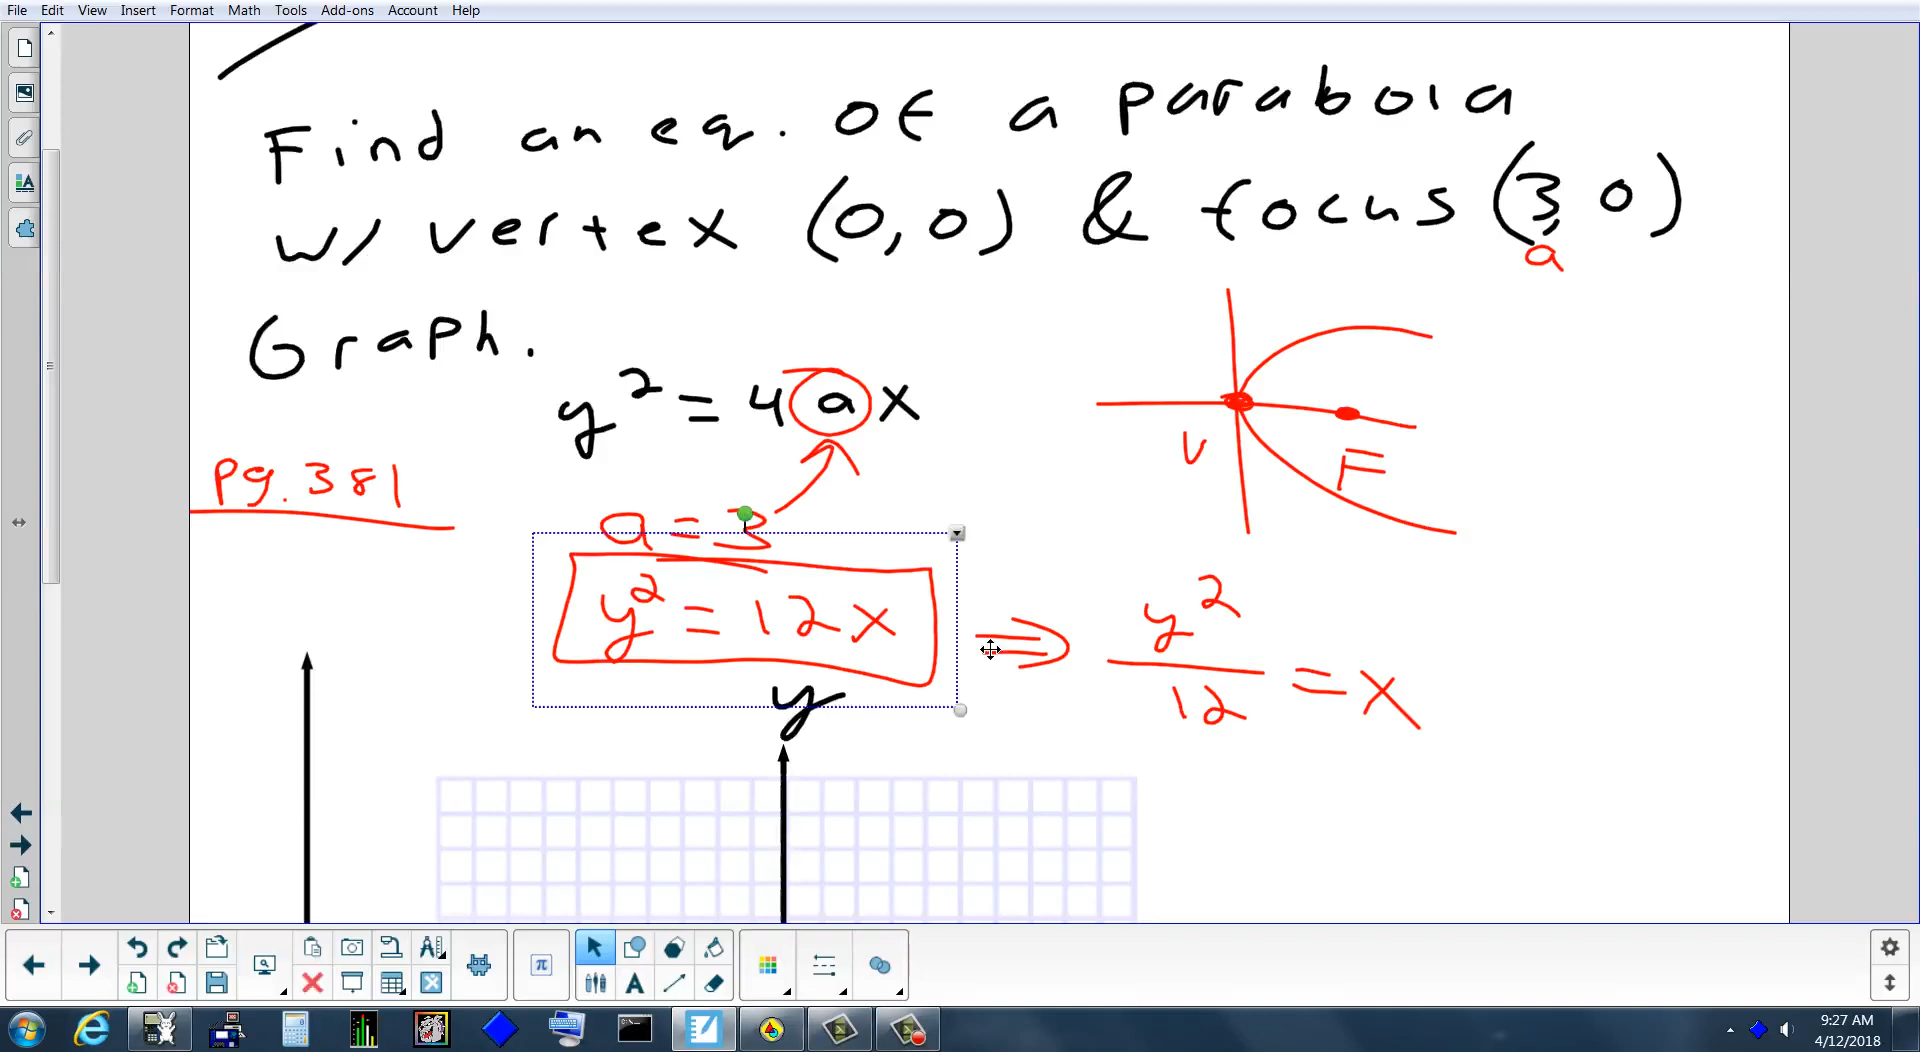 File Edit View Insert Format Math Tools Add-ons Account Help
Find an eq. of a parabola
w/ vertex (0,0) & focus (3,0)
a
Graph.
y² = 4ax
V
F
pg. 381
a = 3
y² = 12x ⇒ y²/12 = x
y
π
A
9:27 AM
4/12/2018